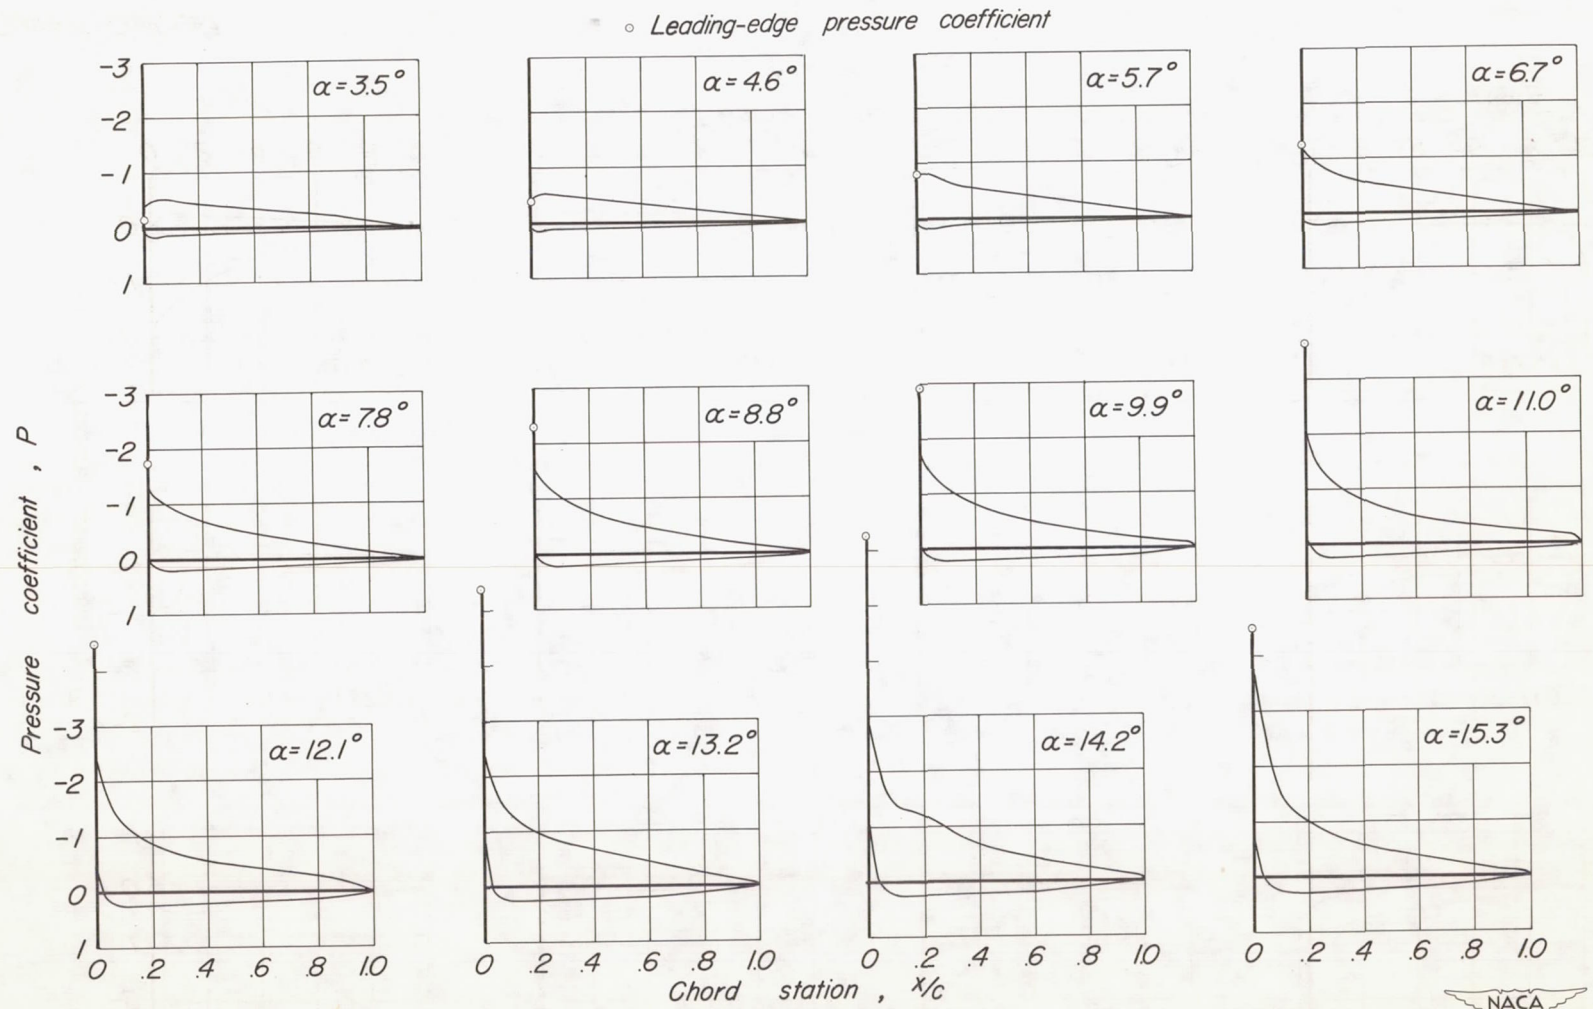 Leading-edge pressure coefficient
-3
-2
-1
0
1
α=3.5°
α=4.6°
α=5.7°
α=6.7°
-3
-2
-1
0
1
α=7.8°
α=8.8°
α=9.9°
α=11.0°
Pressure coefficient, P
-3
-2
-1
0
1
α=12.1°
α=13.2°
α=14.2°
α=15.3°
0 .2 .4 .6 .8 1.0
0 .2 .4 .6 .8 1.0
0 .2 .4 .6 .8 1.0
0 .2 .4 .6 .8 1.0
Chord station, x/c
NACA